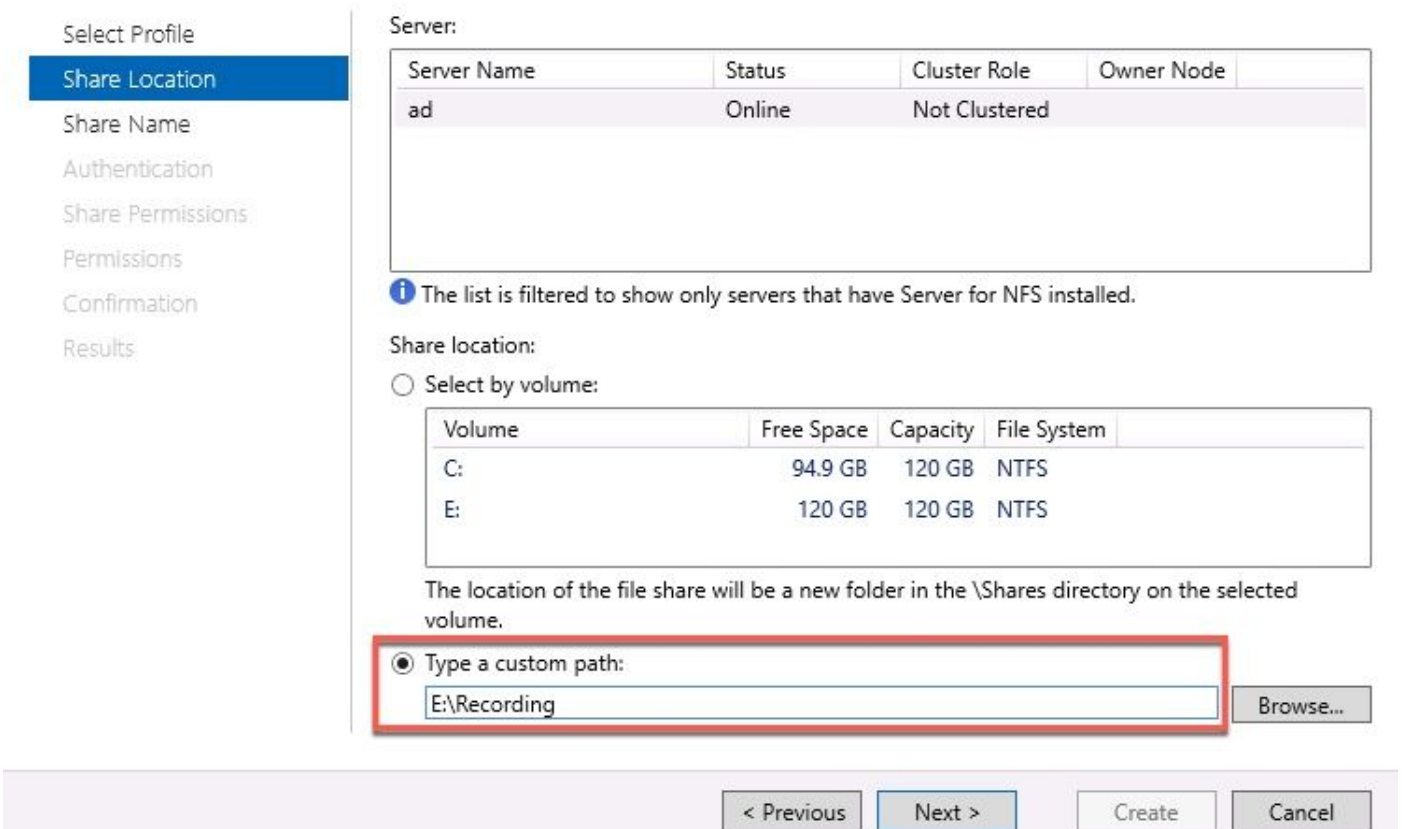 Select Profile
Share Location
Share Name
Authentication
Share Permissions
Permissions
Confirmation
Results
Server:
Server Name Status Cluster Role Owner Node
ad Online Not Clustered
The list is filtered to show only servers that have Server for NFS installed.
Share location:
Select by volume:
Volume Free Space Capacity File System
C: 94.9 GB 120 GB NTFS
E: 120 GB 120 GB NTFS
The location of the file share will be a new folder in the \Shares directory on the selected
volume.
Type a custom path:
E:\Recording
Browse...
< Previous Next > Create Cancel